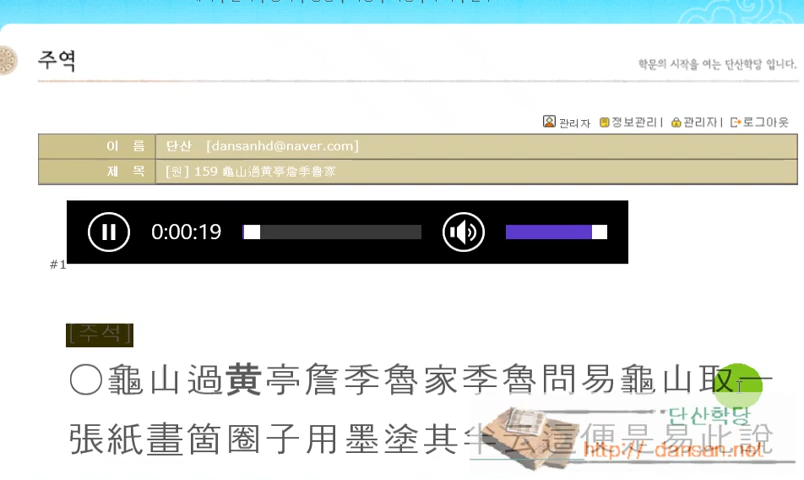 주역
학문의 시작을 여는 단산학당 입니다.
관리자 정보관리 | 관리자 | 로그아웃
이 름 단산 [dansanhd@naver.com]
제 목 [원] 159 龜山過黄亭詹季魯家
0:00:19
#1
[주석]
○龜山過黄亭詹季魯家季魯問易龜山取一
張紙畫箇圈子用墨塗其半云這便是易此說
단산학당
http://dansan.net